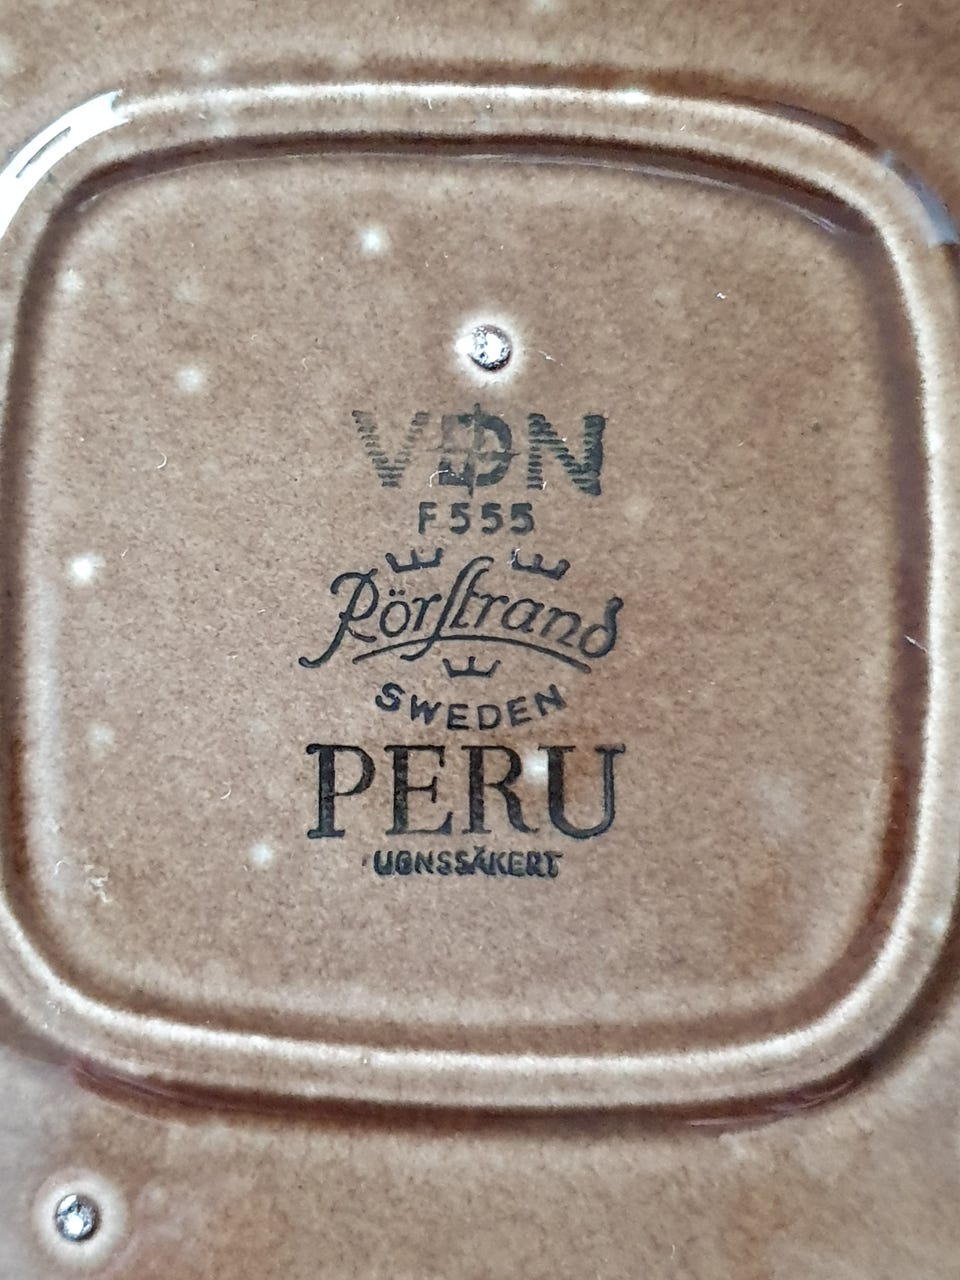 VDN
F555
Rörstrand
SWEDEN
PERU
UGNSSÄKERT